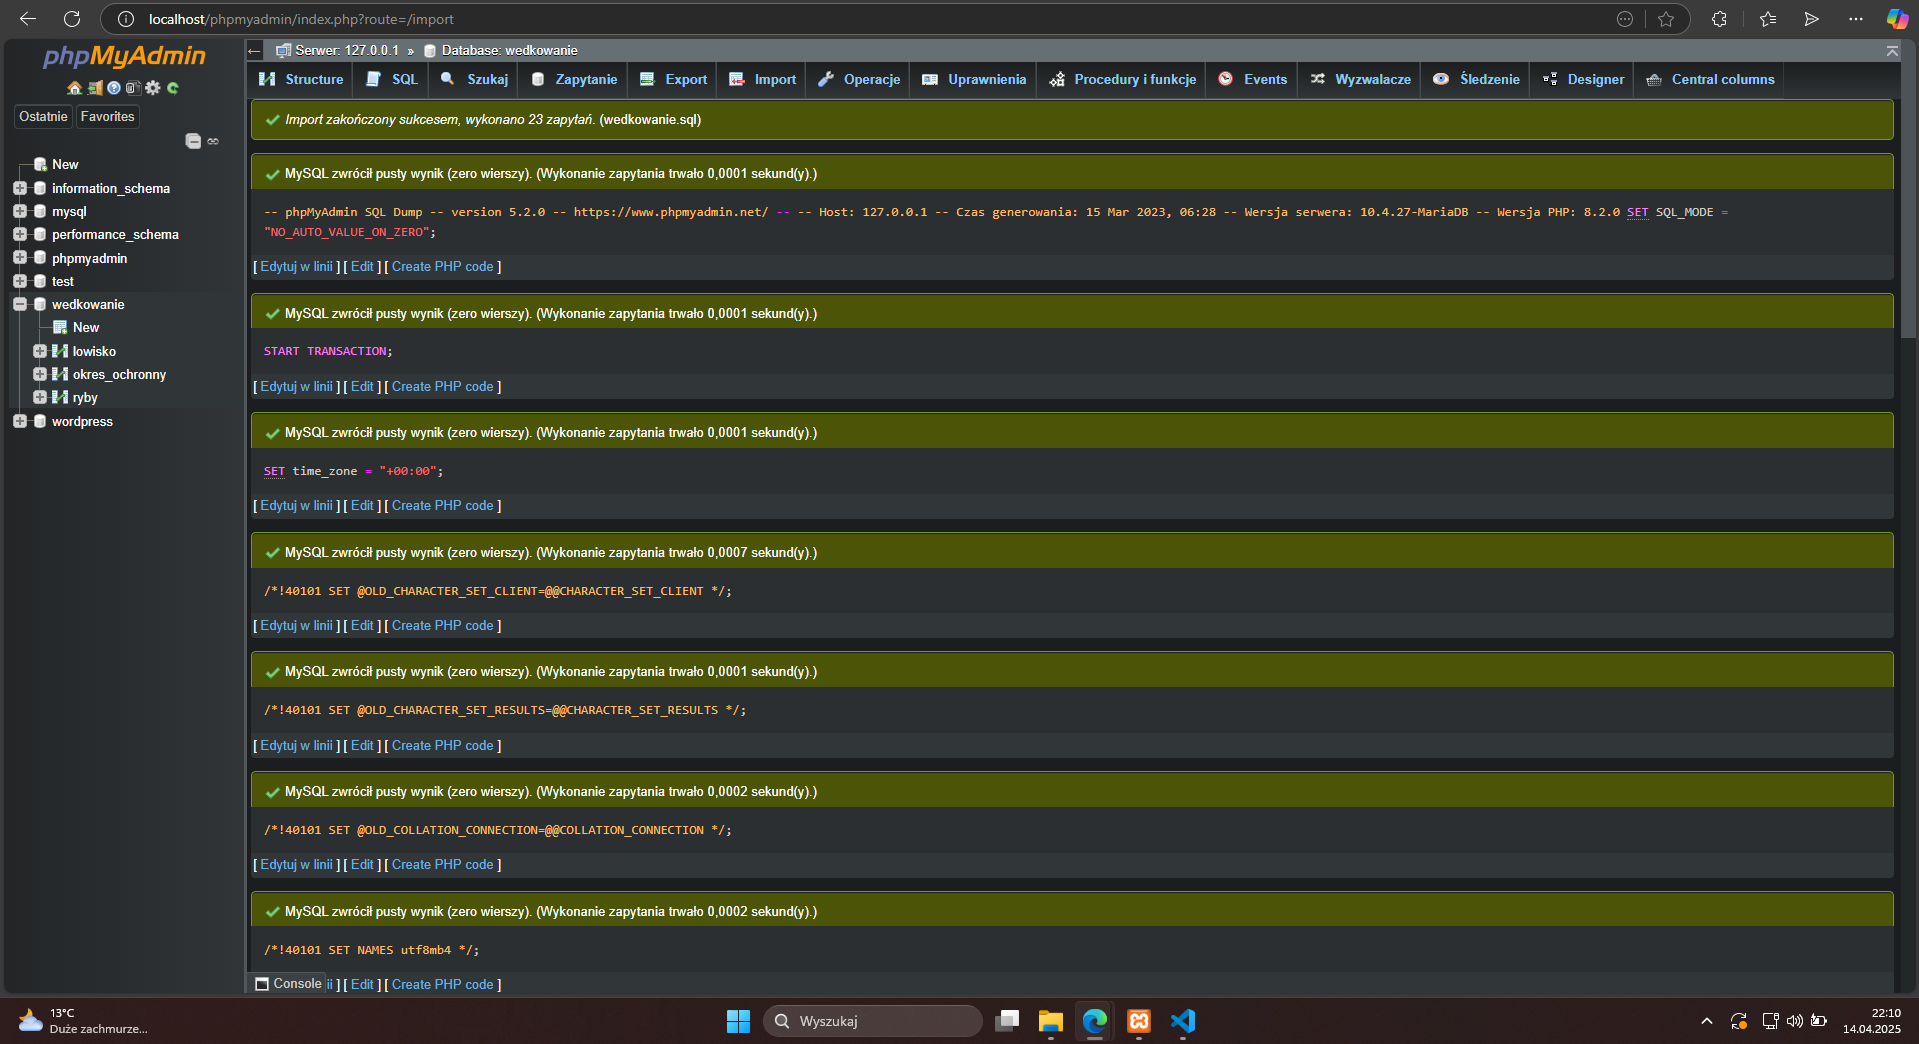 localhost/phpmyadmin/index.php?route=/import
phpMyAdmin
Ostatnie
Favorites
New
information_schema
mysql
performance_schema
phpmyadmin
test
wedkowanie
New
lowisko
okres_ochronny
ryby
wordpress
Serwer: 127.0.0.1 » Database: wedkowanie
Structure SQL Szukaj Zapytanie Export Import Operacje Uprawnienia Procedury i funkcje Events Wyzwalacze Śledzenie Designer Central columns
Import zakończony sukcesem, wykonano 23 zapytań. (wedkowanie.sql)
MySQL zwrócił pusty wynik (zero wierszy). (Wykonanie zapytania trwało 0,0001 sekund(y).)
-- phpMyAdmin SQL Dump -- version 5.2.0 -- https://www.phpmyadmin.net/ -- -- Host: 127.0.0.1 -- Czas generowania: 15 Mar 2023, 06:28 -- Wersja serwera: 10.4.27-MariaDB -- Wersja PHP: 8.2.0 SET SQL_MODE =
"NO_AUTO_VALUE_ON_ZERO";
[ Edytuj w linii ] [ Edit ] [ Create PHP code ]
MySQL zwrócił pusty wynik (zero wierszy). (Wykonanie zapytania trwało 0,0001 sekund(y).)
START TRANSACTION;
[ Edytuj w linii ] [ Edit ] [ Create PHP code ]
MySQL zwrócił pusty wynik (zero wierszy). (Wykonanie zapytania trwało 0,0001 sekund(y).)
SET time_zone = "+00:00";
[ Edytuj w linii ] [ Edit ] [ Create PHP code ]
MySQL zwrócił pusty wynik (zero wierszy). (Wykonanie zapytania trwało 0,0007 sekund(y).)
/*!40101 SET @OLD_CHARACTER_SET_CLIENT=@@CHARACTER_SET_CLIENT */;
[ Edytuj w linii ] [ Edit ] [ Create PHP code ]
MySQL zwrócił pusty wynik (zero wierszy). (Wykonanie zapytania trwało 0,0001 sekund(y).)
/*!40101 SET @OLD_CHARACTER_SET_RESULTS=@@CHARACTER_SET_RESULTS */;
[ Edytuj w linii ] [ Edit ] [ Create PHP code ]
MySQL zwrócił pusty wynik (zero wierszy). (Wykonanie zapytania trwało 0,0002 sekund(y).)
/*!40101 SET @OLD_COLLATION_CONNECTION=@@COLLATION_CONNECTION */;
[ Edytuj w linii ] [ Edit ] [ Create PHP code ]
MySQL zwrócił pusty wynik (zero wierszy). (Wykonanie zapytania trwało 0,0002 sekund(y).)
/*!40101 SET NAMES utf8mb4 */;
Console ii ] [ Edit ] [ Create PHP code ]
13°C
Duże zachmurze...
Wyszukaj
22:10
14.04.2025